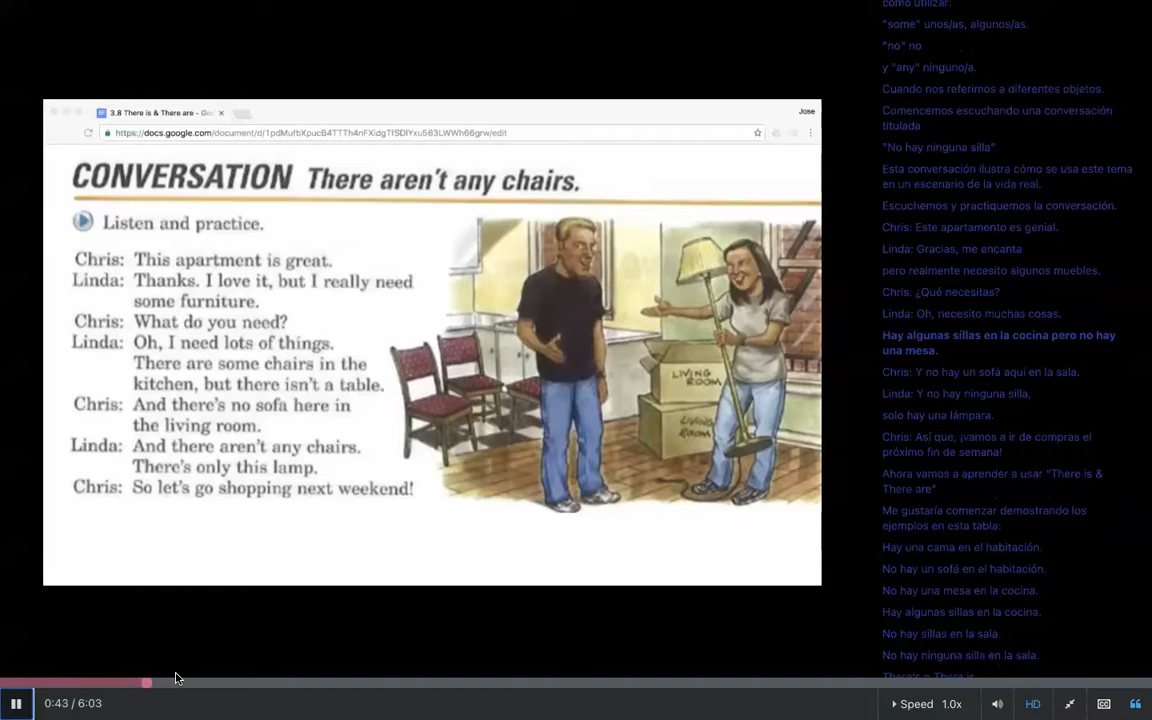 3.8 There is & There are - Goo
Jose
https://docs.google.com/document/d/1pdMufbXpucB4TTTh4nFXidgTfSDlYxu563LWWh66grw/edit
CONVERSATION There aren't any chairs.
Listen and practice.
Chris: This apartment is great.
Linda: Thanks. I love it, but I really need
some furniture.
Chris: What do you need?
Linda: Oh, I need lots of things.
There are some chairs in the
kitchen, but there isn't a table.
Chris: And there's no sofa here in
the living room.
Linda: And there aren't any chairs.
There's only this lamp.
Chris: So let's go shopping next weekend!
LIVING
ROOM
LIVING
ROOM
como utilizar:
"some" unos/as, algunos/as.
"no" no
y "any" ninguno/a.
Cuando nos referimos a diferentes objetos.
Comencemos escuchando una conversación
titulada
"No hay ninguna silla"
Esta conversación ilustra cómo se usa este tema
en un escenario de la vida real.
Escuchemos y practiquemos la conversación.
Chris: Este apartamento es genial.
Linda: Gracias, me encanta
pero realmente necesito algunos muebles.
Chris: ¿Qué necesitas?
Linda: Oh, necesito muchas cosas.
Hay algunas sillas en la cocina pero no hay
una mesa.
Chris: Y no hay un sofá aquí en la sala.
Linda: Y no hay ninguna silla,
solo hay una lámpara.
Chris: Así que, ¡vamos a ir de compras el
próximo fin de semana!
Ahora vamos a aprender a usar "There is &
There are"
Me gustaría comenzar demostrando los
ejemplos en esta tabla:
Hay una cama en el habitación.
No hay un sofá en el habitación.
No hay una mesa en la cocina.
Hay algunas sillas en la cocina.
No hay sillas en la sala.
No hay ninguna silla en la sala.
There's = There is
0:43 / 6:03
Speed 1.0x
HD
CC